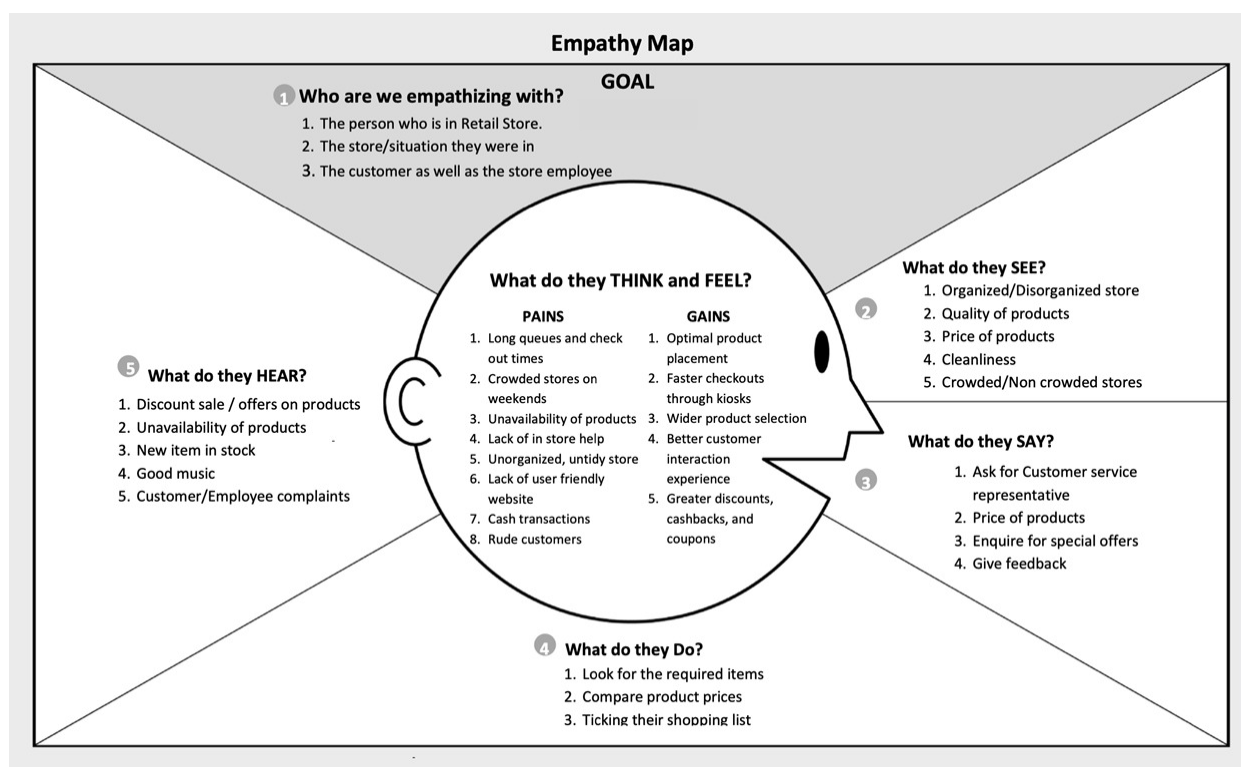 Empathy Map
GOAL
1 Who are we empathizing with?
1. The person who is in Retail Store.
2. The store/situation they were in
3. The customer as well as the store employee
What do they THINK and FEEL?
PAINS
1. Long queues and check
out times
2. Crowded stores on
weekends
3. Unavailability of products
4. Lack of in store help
5. Unorganized, untidy store
6. Lack of user friendly
website
7. Cash transactions
8. Rude customers
GAINS
1. Optimal product
placement
2. Faster checkouts
through kiosks
3. Wider product selection
4. Better customer
interaction
experience
5. Greater discounts,
cashbacks, and
coupons
2 What do they SEE?
1. Organized/Disorganized store
2. Quality of products
3. Price of products
4. Cleanliness
5. Crowded/Non crowded stores
3 What do they SAY?
1. Ask for Customer service
representative
2. Price of products
3. Enquire for special offers
4. Give feedback
4 What do they Do?
1. Look for the required items
2. Compare product prices
3. Ticking their shopping list
5 What do they HEAR?
1. Discount sale / offers on products
2. Unavailability of products
3. New item in stock
4. Good music
5. Customer/Employee complaints